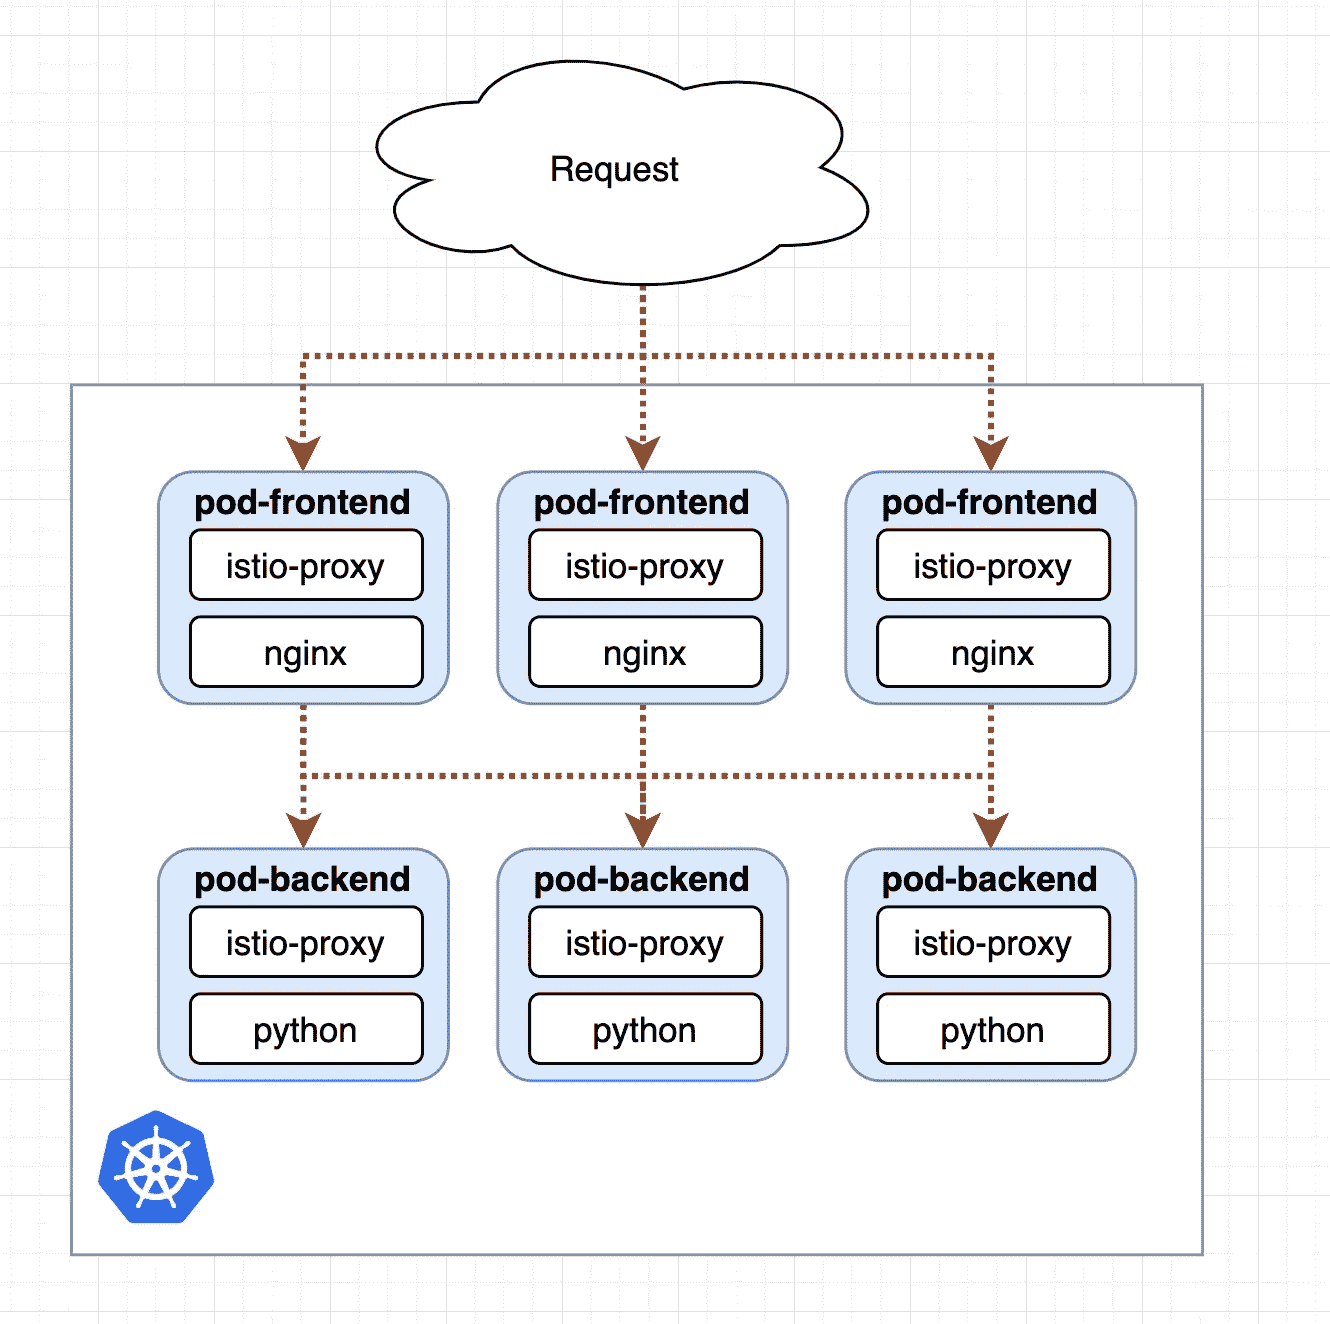 Request
pod-frontend
istio-proxy
nginx
pod-frontend
istio-proxy
nginx
pod-frontend
istio-proxy
nginx
pod-backend
istio-proxy
python
pod-backend
istio-proxy
python
pod-backend
istio-proxy
python